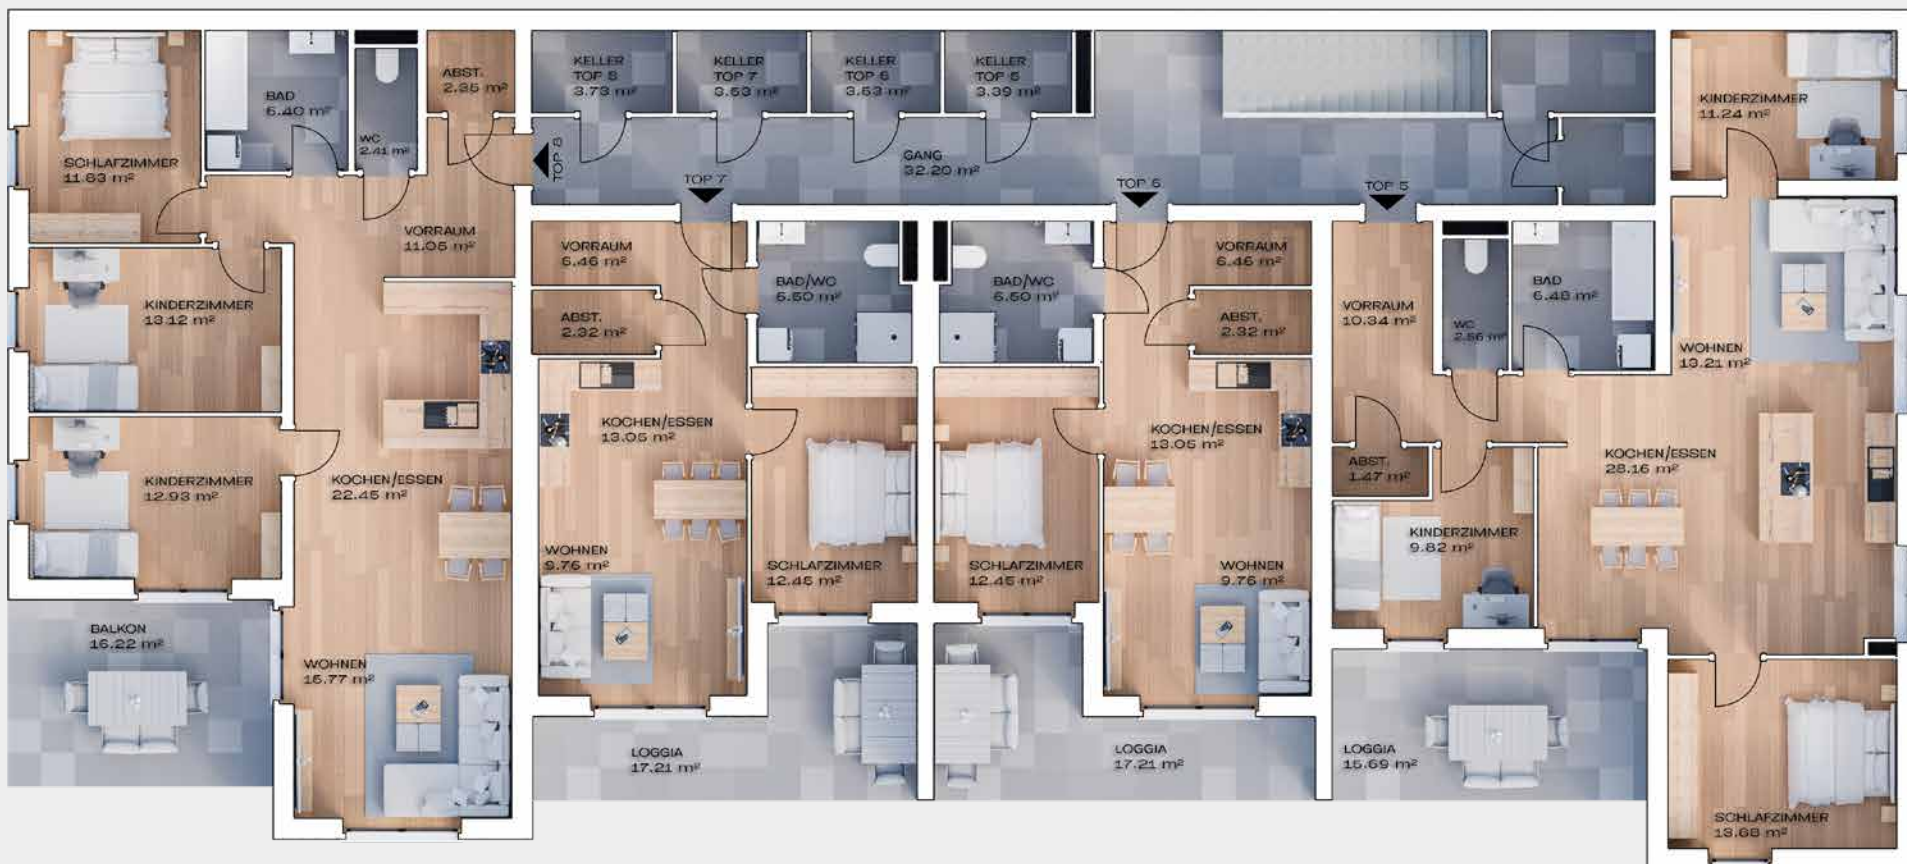 SCHLAFZIMMER
11.83 m²
BAD
6.40 m²
WC
2.41 m²
ABST.
2.35 m²
KELLER
TOP 8
3.73 m²
KELLER
TOP 7
3.53 m²
KELLER
TOP 6
3.53 m²
KELLER
TOP 5
3.39 m²
KINDERZIMMER
11.24 m²
TOP 8
TOP 7
GANG
32.20 m²
TOP 6
TOP 5
VORRAUM
11.05 m²
KINDERZIMMER
13.12 m²
KINDERZIMMER
12.93 m²
KOCHEN/ESSEN
22.45 m²
BALKON
16.22 m²
WOHNEN
15.77 m²
VORRAUM
6.46 m²
ABST.
2.32 m²
BAD/WC
6.50 m²
KOCHEN/ESSEN
13.05 m²
WOHNEN
9.76 m²
SCHLAFZIMMER
12.45 m²
LOGGIA
17.21 m²
BAD/WC
6.50 m²
VORRAUM
6.46 m²
ABST.
2.32 m²
KOCHEN/ESSEN
13.05 m²
SCHLAFZIMMER
12.45 m²
WOHNEN
9.76 m²
LOGGIA
17.21 m²
VORRAUM
10.34 m²
WC
2.56 m²
BAD
6.48 m²
WOHNEN
13.21 m²
ABST.
1.47 m²
KOCHEN/ESSEN
28.16 m²
KINDERZIMMER
9.82 m²
LOGGIA
15.69 m²
SCHLAFZIMMER
13.68 m²